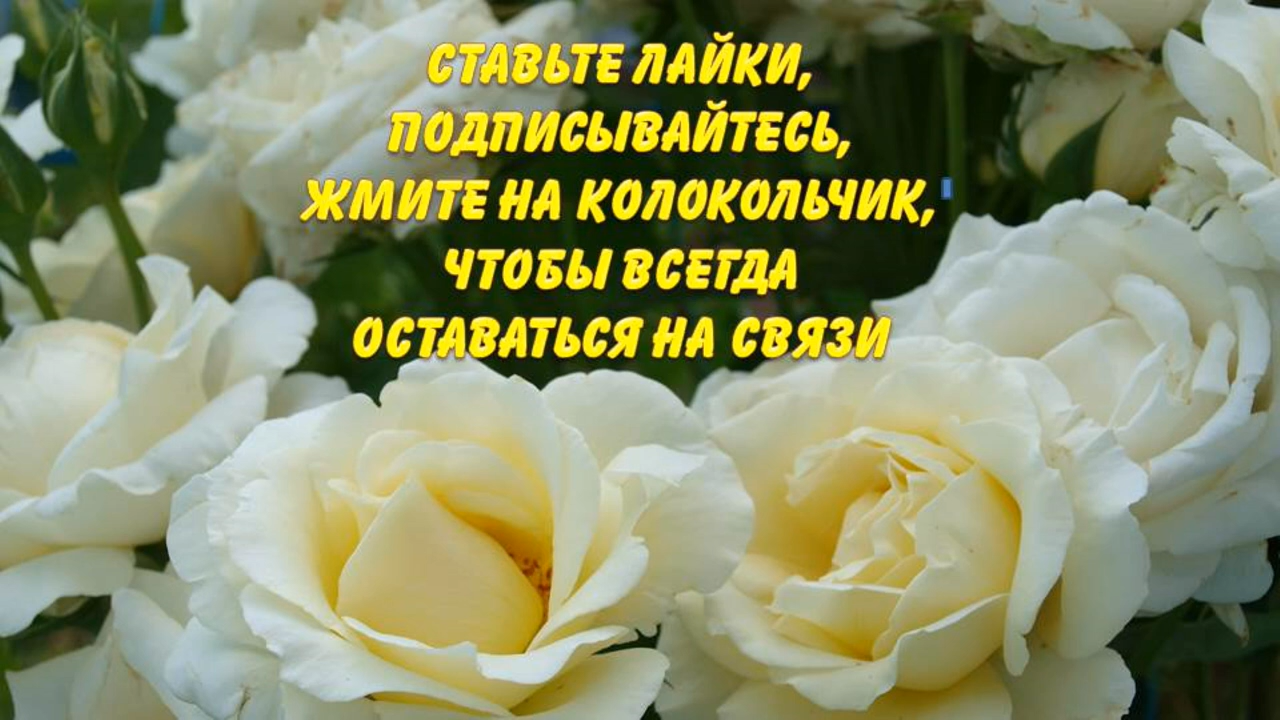 СТАВЬТЕ ЛАЙКИ,
ПОДПИСЫВАЙТЕСЬ,
ЖМИТЕ НА КОЛОКОЛЬЧИК,
ЧТОБЫ ВСЕГДА
ОСТАВАТЬСЯ НА СВЯЗИ